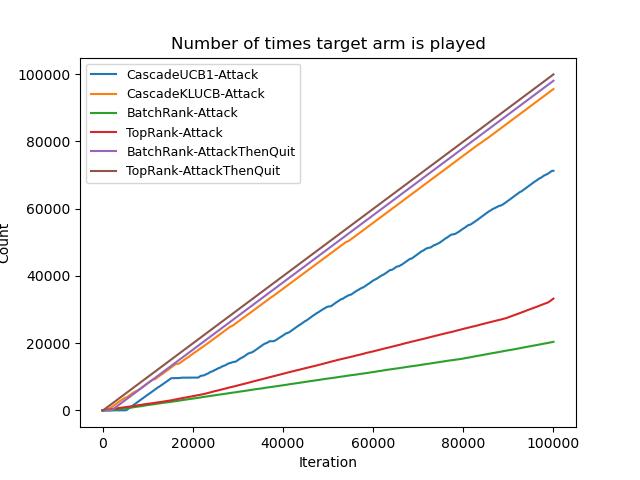 Number of times target arm is played
CascadeUCB1-Attack
CascadeKLUCB-Attack
BatchRank-Attack
TopRank-Attack
BatchRank-AttackThenQuit
TopRank-AttackThenQuit
100000
80000
60000
40000
20000
0
Count
0 20000 40000 60000 80000 100000
Iteration